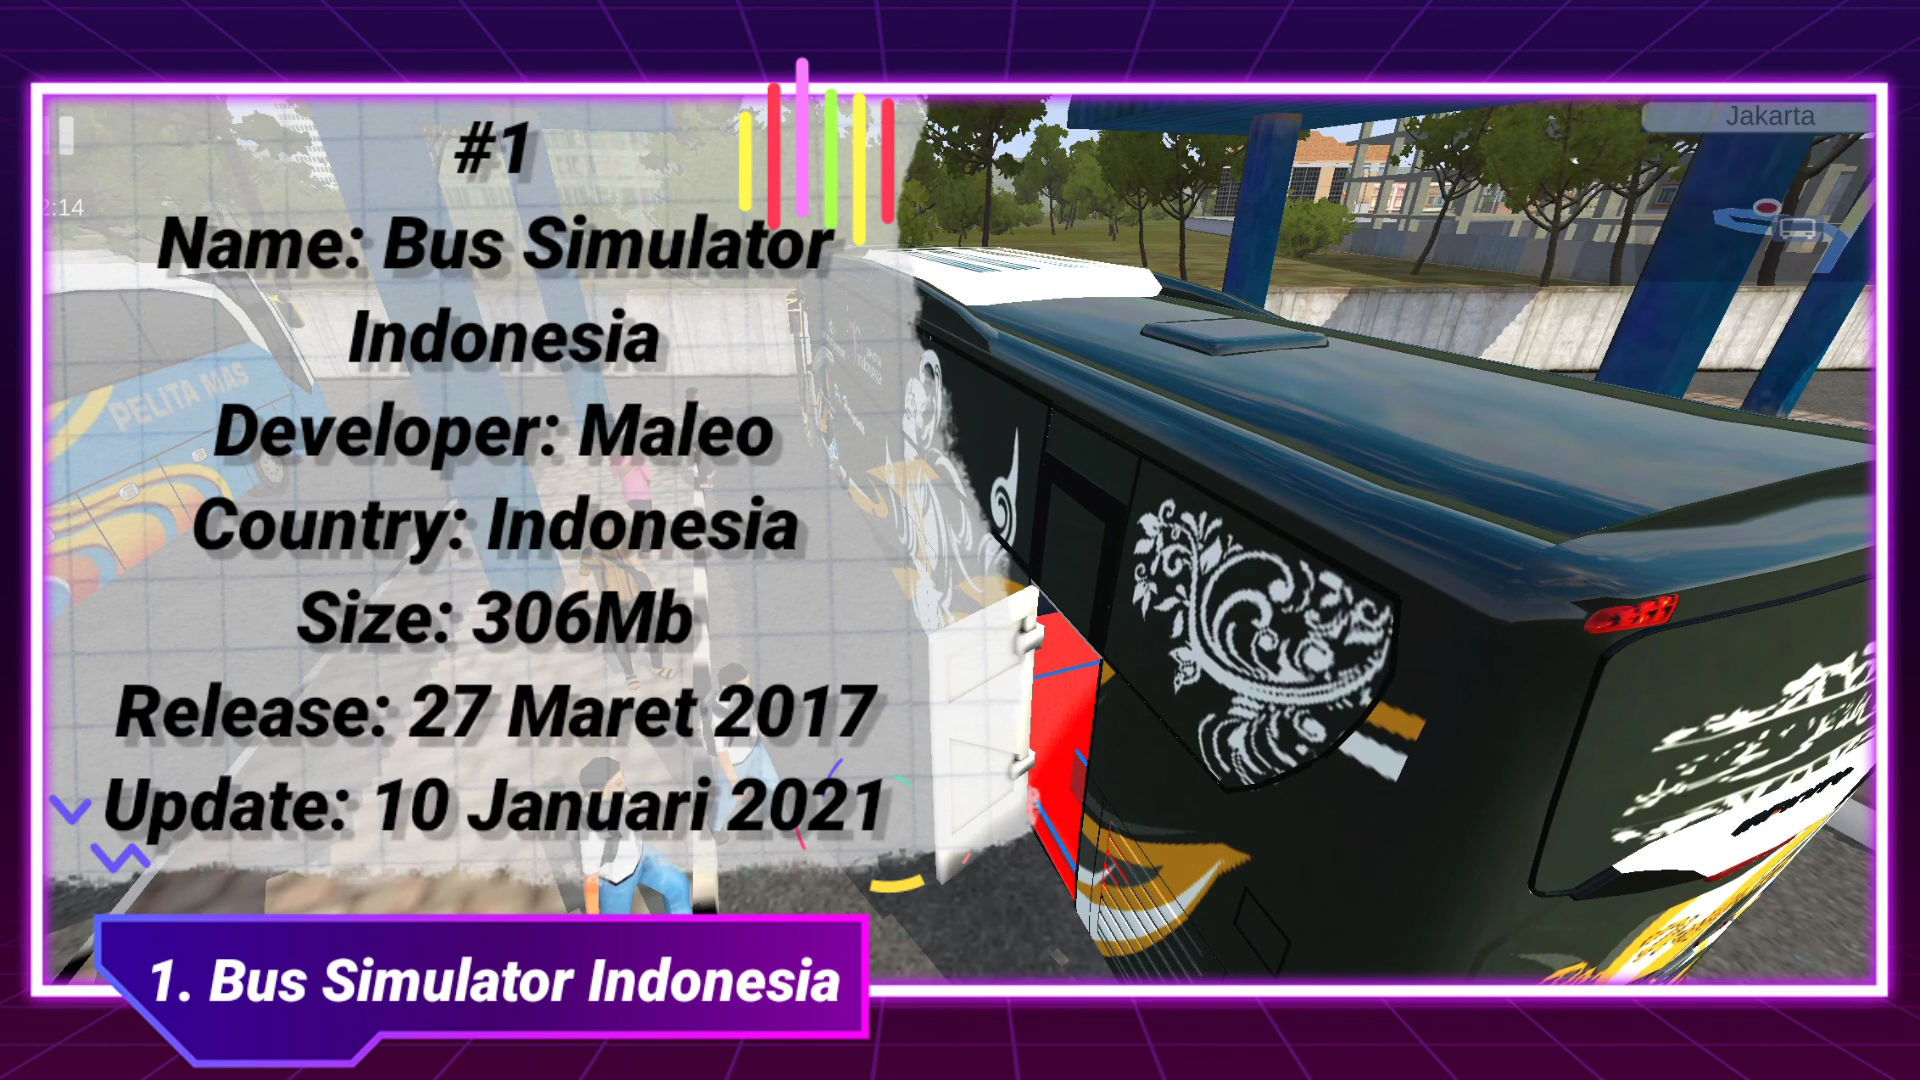 #1
Name: Bus Simulator
Indonesia
Developer: Maleo
Country: Indonesia
Size: 306Mb
Release: 27 Maret 2017
Update: 10 Januari 2021
1. Bus Simulator Indonesia
Jakarta
:14
PELITA MAS